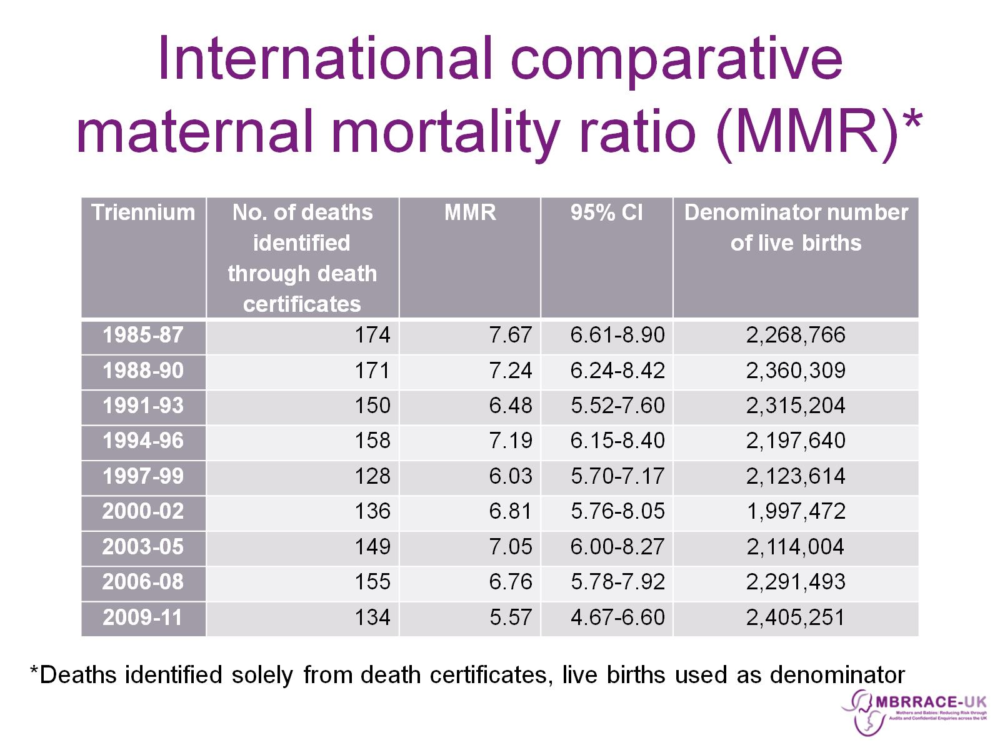 International comparative
maternal mortality ratio (MMR)*
Triennium No. of deaths identified through death certificates MMR 95% CI Denominator number of live births
1985-87 174 7.67 6.61-8.90 2,268,766
1988-90 171 7.24 6.24-8.42 2,360,309
1991-93 150 6.48 5.52-7.60 2,315,204
1994-96 158 7.19 6.15-8.40 2,197,640
1997-99 128 6.03 5.70-7.17 2,123,614
2000-02 136 6.81 5.76-8.05 1,997,472
2003-05 149 7.05 6.00-8.27 2,114,004
2006-08 155 6.76 5.78-7.92 2,291,493
2009-11 134 5.57 4.67-6.60 2,405,251
*Deaths identified solely from death certificates, live births used as denominator
MBRRACE-UK
Mothers and Babies: Reducing Risk through
Audits and Confidential Enquiries across the UK